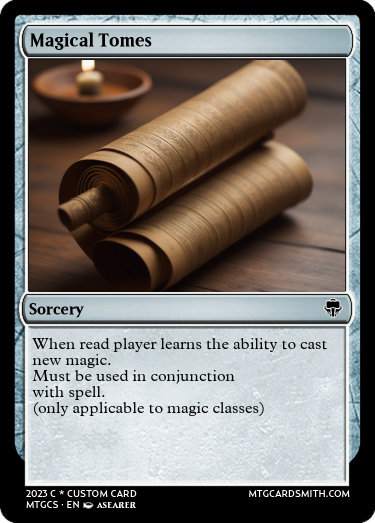 Magical Tomes
Sorcery
When read player learns the ability to cast
new magic.
Must be used in conjunction
with spell.
(only applicable to magic classes)
2023 C * CUSTOM CARD
MTGCARDSMITH.COM
MTGCS · EN ASEARER